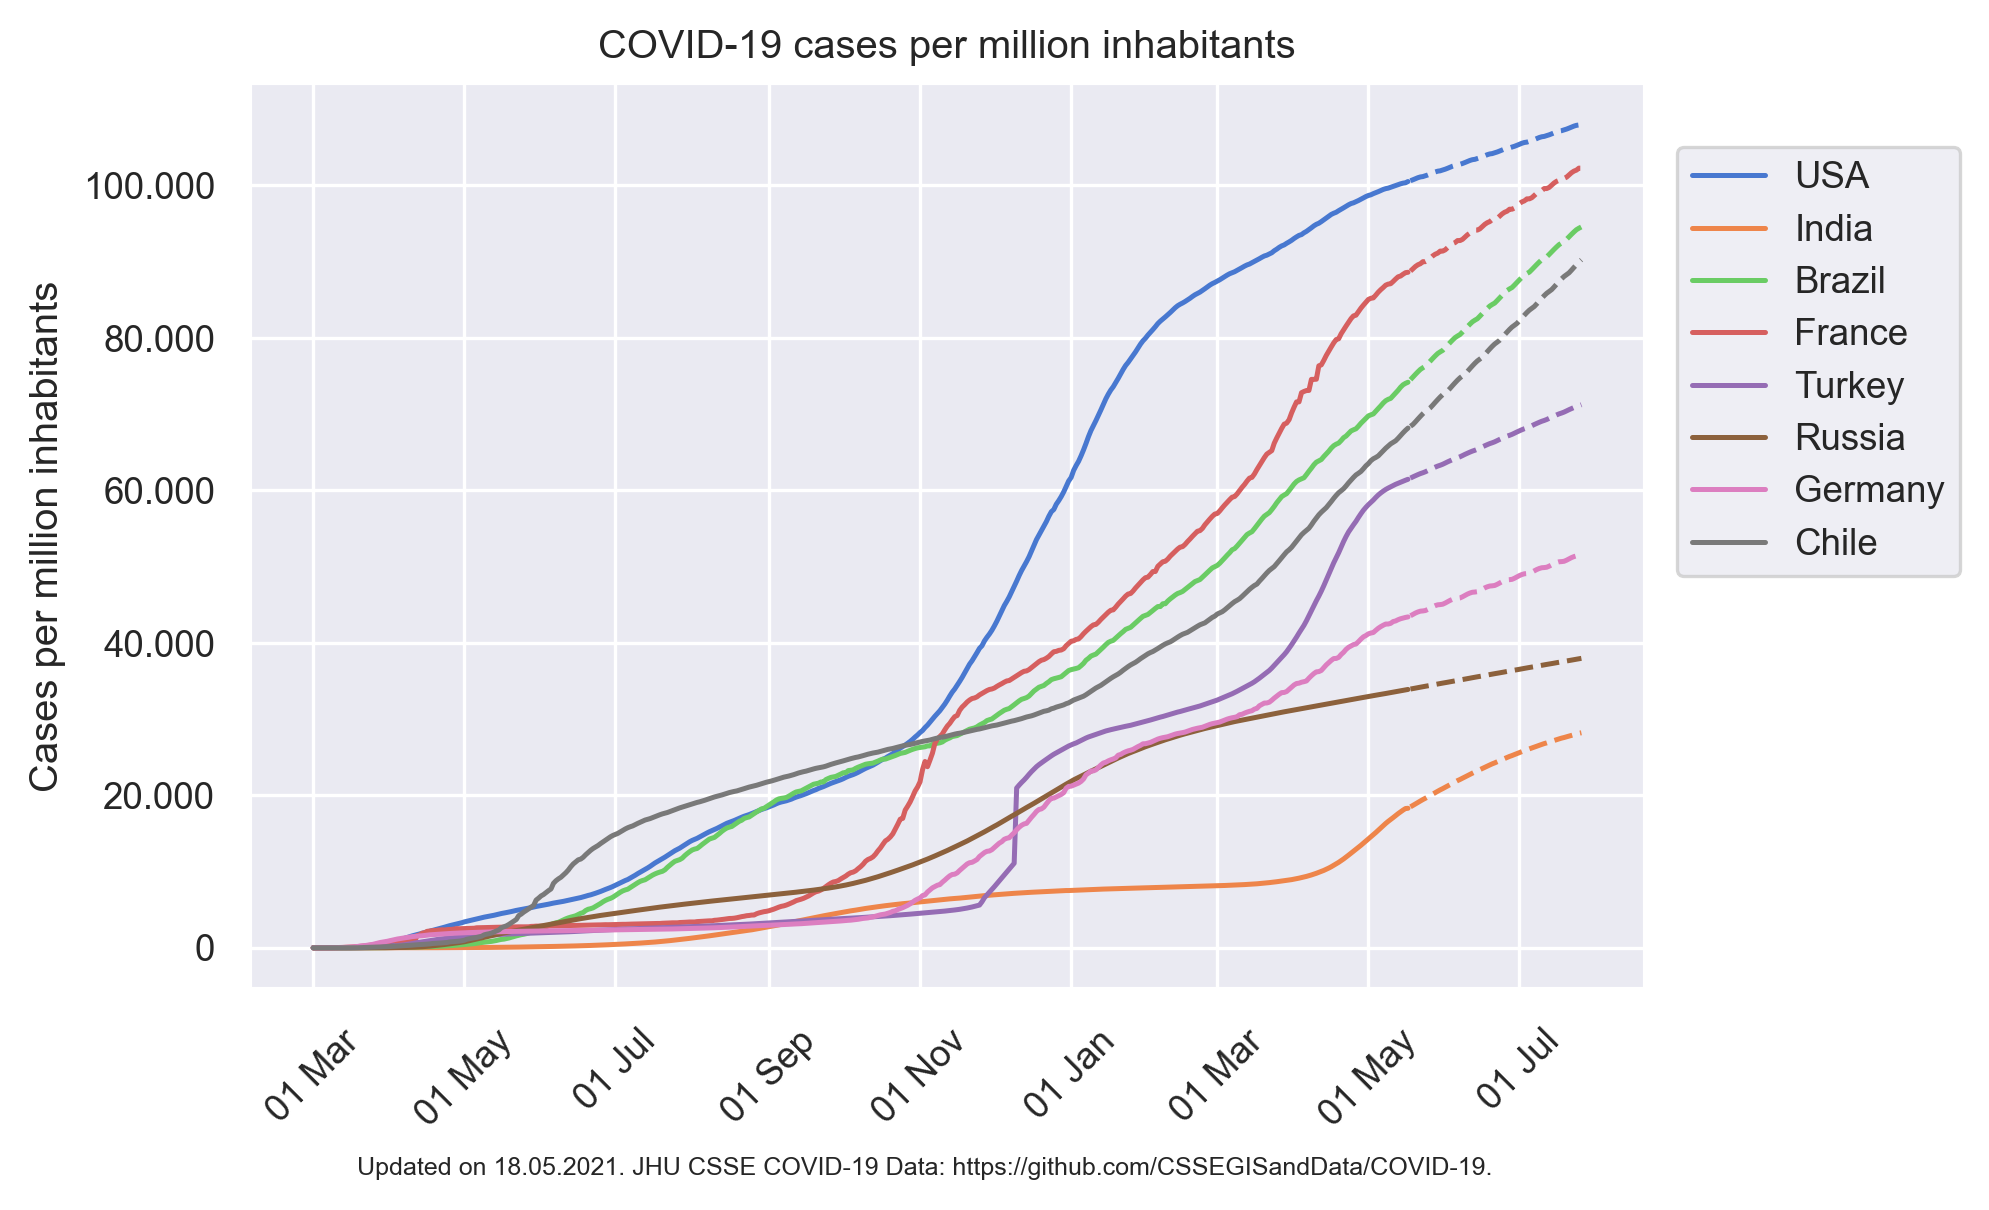 COVID-19 cases per million inhabitants
Cases per million inhabitants
100.000
80.000
60.000
40.000
20.000
0
01 Mar
01 May
01 Jul
01 Sep
01 Nov
01 Jan
01 Mar
01 May
01 Jul
USA
India
Brazil
France
Turkey
Russia
Germany
Chile
Updated on 18.05.2021. JHU CSSE COVID-19 Data: https://github.com/CSSEGISandData/COVID-19.